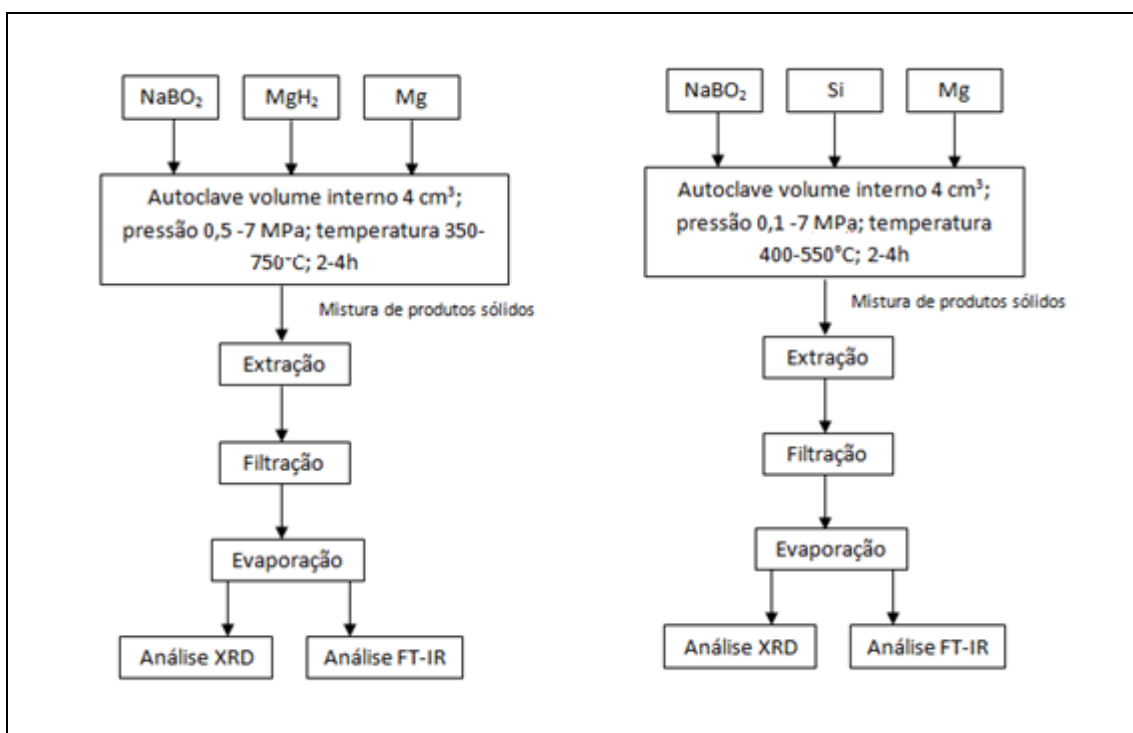 NaBO₂
MgH₂
Mg
Autoclave volume interno 4 cm³;
pressão 0,5 -7 MPa; temperatura 350-
750°C; 2-4h
Mistura de produtos sólidos
Extração
Filtração
Evaporação
Análise XRD
Análise FT-IR
NaBO₂
Si
Mg
Autoclave volume interno 4 cm³;
pressão 0,1 -7 MPa; temperatura
400-550°C; 2-4h
Mistura de produtos sólidos
Extração
Filtração
Evaporação
Análise XRD
Análise FT-IR